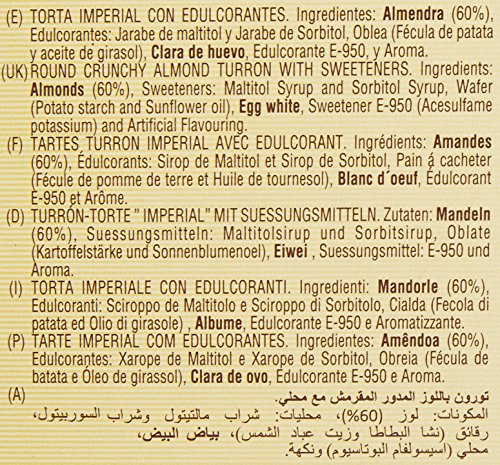 (E) TORTA IMPERIAL CON EDULCORANTES. Ingredientes: Almendra (60%),
Edulcorantes: Jarabe de maltitol y Jarabe de Sorbitol, Oblea (Fécula de patata
y aceite de girasol), Clara de huevo, Edulcorante E-950, y Aroma.
(UK) ROUND CRUNCHY ALMOND TURRON WITH SWEETENERS. Ingredients:
Almonds (60%), Sweeteners: Maltitol Syrup and Sorbitol Syrup, Wafer
(Potato starch and Sunflower oil), Egg white, Sweetener E-950 (Acesulfame
potassium) and Artificial Flavouring.
(F) TARTES TURRON IMPERIAL AVEC EDULCORANT. Ingrédients: Amandes
(60%), Édulcorants: Sirop de Maltitol et Sirop de Sorbitol, Pain á cacheter
(Fécule de pomme de terre et Huile de tournesol), Blanc d´oeuf, Édulcorant
E-950 et Arôme.
(D) TURRÓN-TORTE " IMPERIAL" MIT SUESSUNGSMITTELN. Zutaten: Mandeln
(60%), Suessungsmitteln: Maltitolsirup und Sorbitsirup, Oblate
(Kartoffelstärke und Sonnenblumenoel), Eiwei , Suessungsmittel: E-950 und
Aroma.
(I) TORTA IMPERIALE CON EDULCORANTI. Ingredienti: Mandorle (60%),
Edulcoranti: Sciroppo de Maltitolo e Sciroppo di Sorbitolo, Cialda (Fecola di
patata ed Olio di girasole) , Albume, Edulcorante E-950 e Aromatizzante.
(P) TARTE IMPERIAL COM EDULCORANTES. Ingredientes: Amêndoa (60%),
Edulcorantes: Xarope de Maltitol e Xarope de Sorbitol, Obreia (Fécula de
batata e Óleo de girassol), Clara de ovo, Edulcorante E-950 e Aroma.
(A) تورون باللوز المدور المقرمش مع محلي.
المكونات: لوز (60%)، محليات: شراب مالتيتول وشراب السوربيتول،
رقائق (نشا البطاطا وزيت عباد الشمس)، بياض البيض،
محلي (اسيسولفام البوتاسيوم) ونكهة.